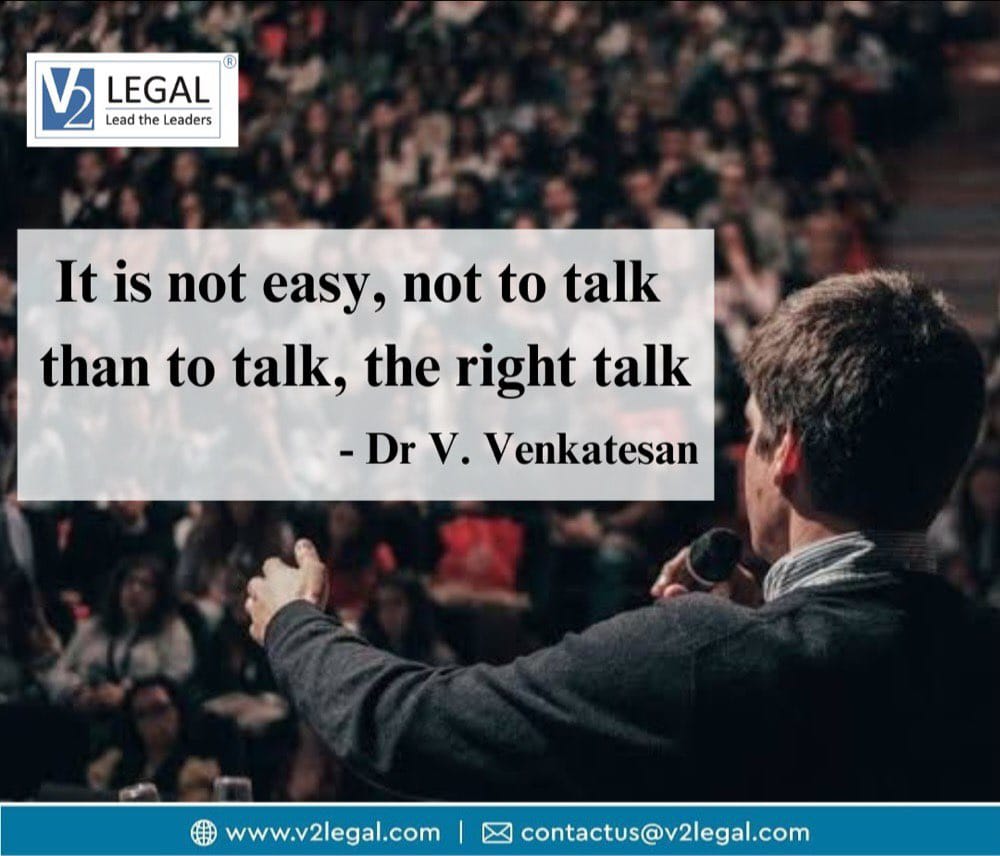 V2 LEGAL ®
Lead the Leaders
It is not easy, not to talk
than to talk, the right talk
- Dr V. Venkatesan
www.v2legal.com | contactus@v2legal.com